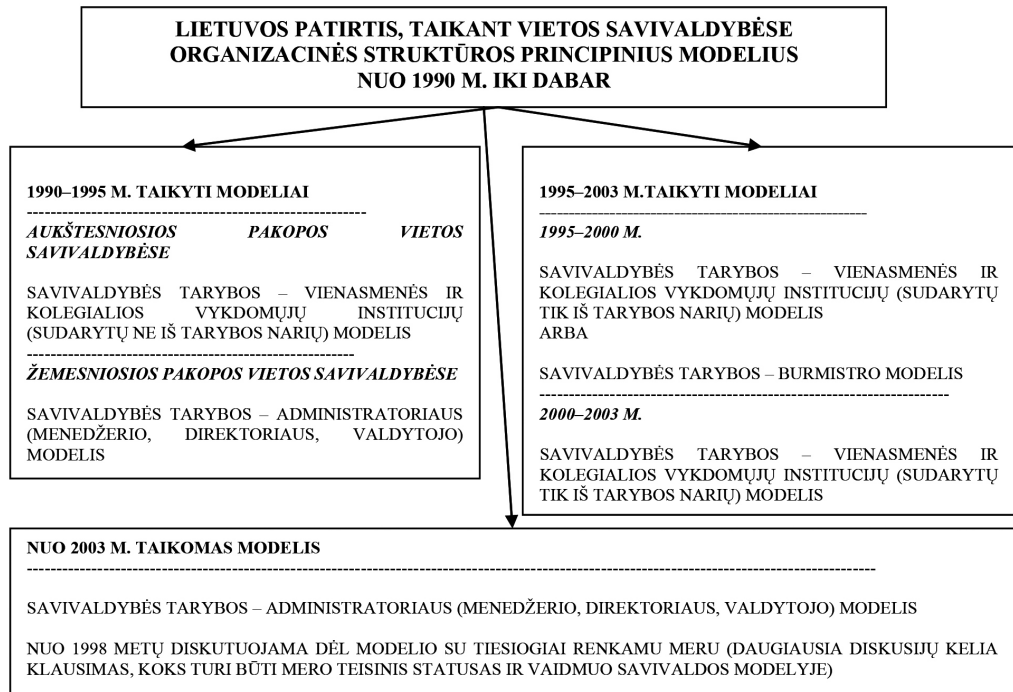 LIETUVOS PATIRTIS, TAIKANT VIETOS SAVIVALDYBĖSE
ORGANIZACINĖS STRUKTŪROS PRINCIPINIUS MODELIUS
NUO 1990 M. IKI DABAR
1990–1995 M. TAIKYTI MODELIAI
AUKŠTESNIOSIOS PAKOPOS VIETOS
SAVIVALDYBĖSE
SAVIVALDYBĖS TARYBOS – VIENASMENĖS IR
KOLEGIALIOS VYKDOMŲJŲ INSTITUCIJŲ
(SUDARYTŲ NE IŠ TARYBOS NARIŲ) MODELIS
ŽEMESNIOSIOS PAKOPOS VIETOS SAVIVALDYBĖSE
SAVIVALDYBĖS TARYBOS – ADMINISTRATORIAUS
(MENEDŽERIO, DIREKTORIAUS, VALDYTOJO)
MODELIS
1995–2003 M.TAIKYTI MODELIAI
1995–2000 M.
SAVIVALDYBĖS TARYBOS – VIENASMENĖS IR
KOLEGIALIOS VYKDOMŲJŲ INSTITUCIJŲ (SUDARYTŲ
TIK IŠ TARYBOS NARIŲ) MODELIS
ARBA
SAVIVALDYBĖS TARYBOS – BURMISTRO MODELIS
2000–2003 M.
SAVIVALDYBĖS TARYBOS – VIENASMENĖS IR
KOLEGIALIOS VYKDOMŲJŲ INSTITUCIJŲ (SUDARYTŲ
TIK IŠ TARYBOS NARIŲ) MODELIS
NUO 2003 M. TAIKOMAS MODELIS
SAVIVALDYBĖS TARYBOS – ADMINISTRATORIAUS (MENEDŽERIO, DIREKTORIAUS, VALDYTOJO) MODELIS
NUO 1998 METŲ DISKUTUOJAMA DĖL MODELIO SU TIESIOGIAI RENKAMU MERU (DAUGIAUSIA DISKUSIJŲ KELIA
KLAUSIMAS, KOKS TURI BŪTI MERO TEISINIS STATUSAS IR VAIDMUO SAVIVALDOS MODELYJE)